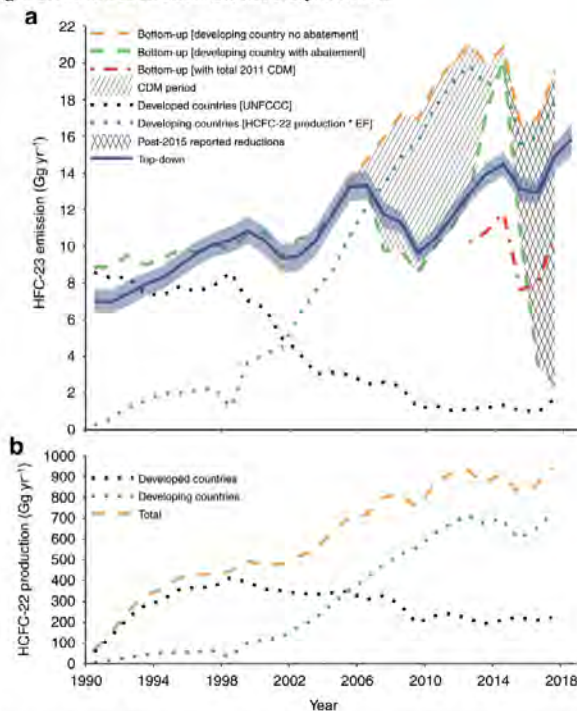 a
22
20
18
16
14
12
10
8
6
4
2
0
HFC-23 emission (Gg yr⁻¹)
Bottom-up [developing country no abatement]
Bottom-up [developing country with abatement]
Bottom-up [with total 2011 CDM]
CDM period
Developed countries [UNFCCC]
Developing countries [HCFC-22 production * EF]
Post-2015 reported reductions
Top-down
b
1000
900
800
700
600
500
400
300
200
100
0
HCFC-22 production (Gg yr⁻¹)
Developed countries
Developing countries
Total
1990 1994 1998 2002 2006 2010 2014 2018
Year